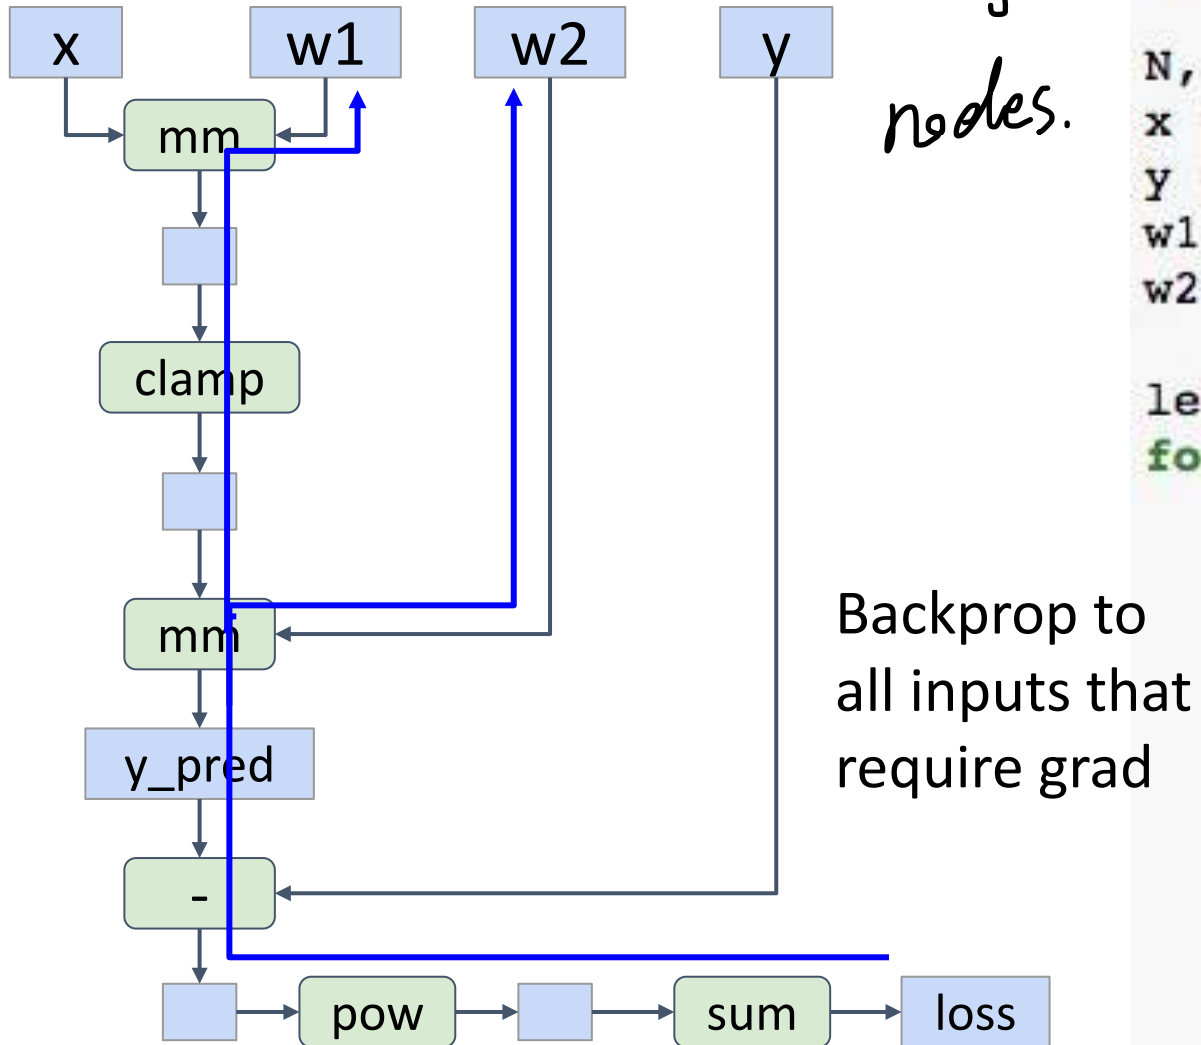 x w1 w2 y
mm
nodes.
N,
x
y
w1
w2
clamp
le
fo
mm
Backprop to
all inputs that
require grad
y_pred
-
pow sum loss